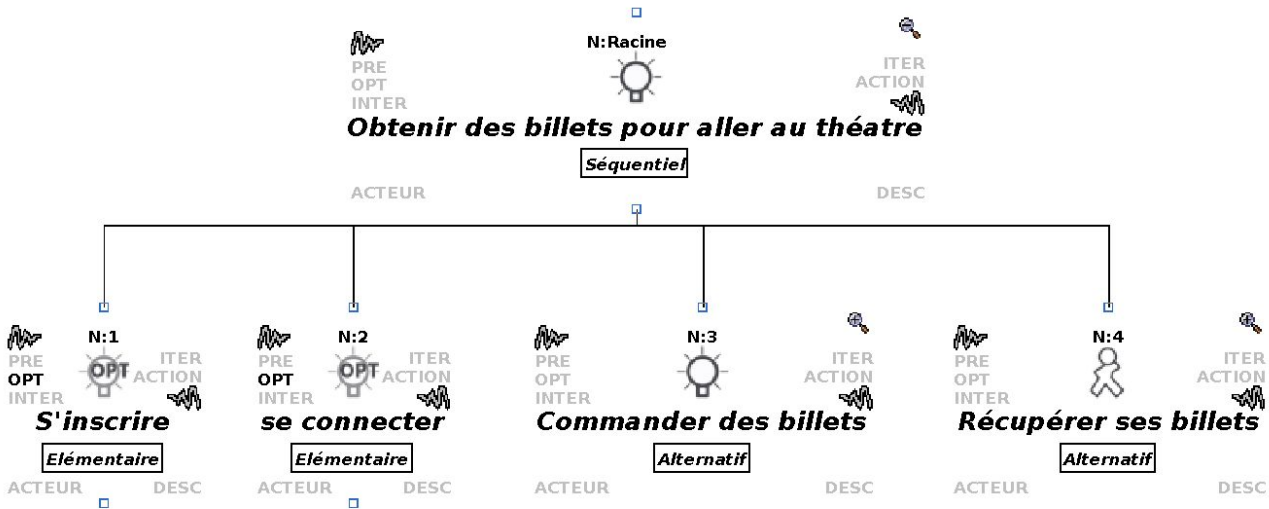 N:Racine
PRE
OPT
INTER
ITER
ACTION
Obtenir des billets pour aller au théatre
Séquentiel
ACTEUR DESC
N:1
PRE
OPT
INTER
OPT
ITER
ACTION
S'inscrire
Elémentaire
ACTEUR DESC
N:2
PRE
OPT
INTER
OPT
ITER
ACTION
se connecter
Elémentaire
ACTEUR DESC
N:3
PRE
OPT
INTER
ITER
ACTION
Commander des billets
Alternatif
ACTEUR DESC
N:4
PRE
OPT
INTER
ITER
ACTION
Récupérer ses billets
Alternatif
ACTEUR DESC